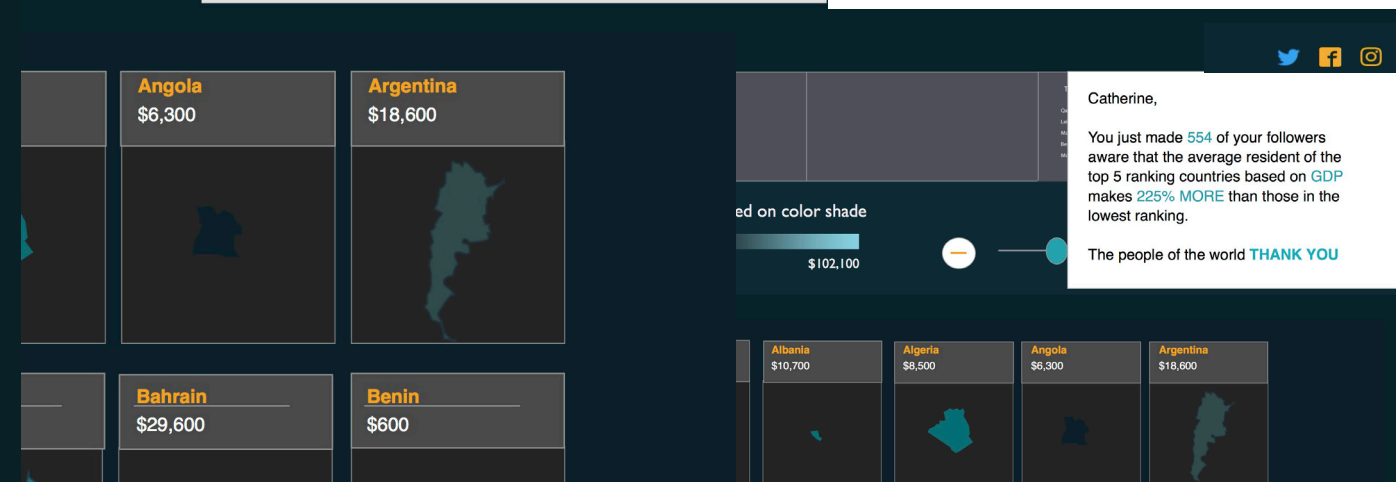 Angola
$6,300
Argentina
$18,600
Bahrain
$29,600
Benin
$600
Catherine,
You just made 554 of your followers
aware that the average resident of the
top 5 ranking countries based on GDP
makes 225% MORE than those in the
lowest ranking.
The people of the world THANK YOU
ed on color shade
$102,100
Albania
$10,700
Algeria
$8,500
Angola
$6,300
Argentina
$18,600